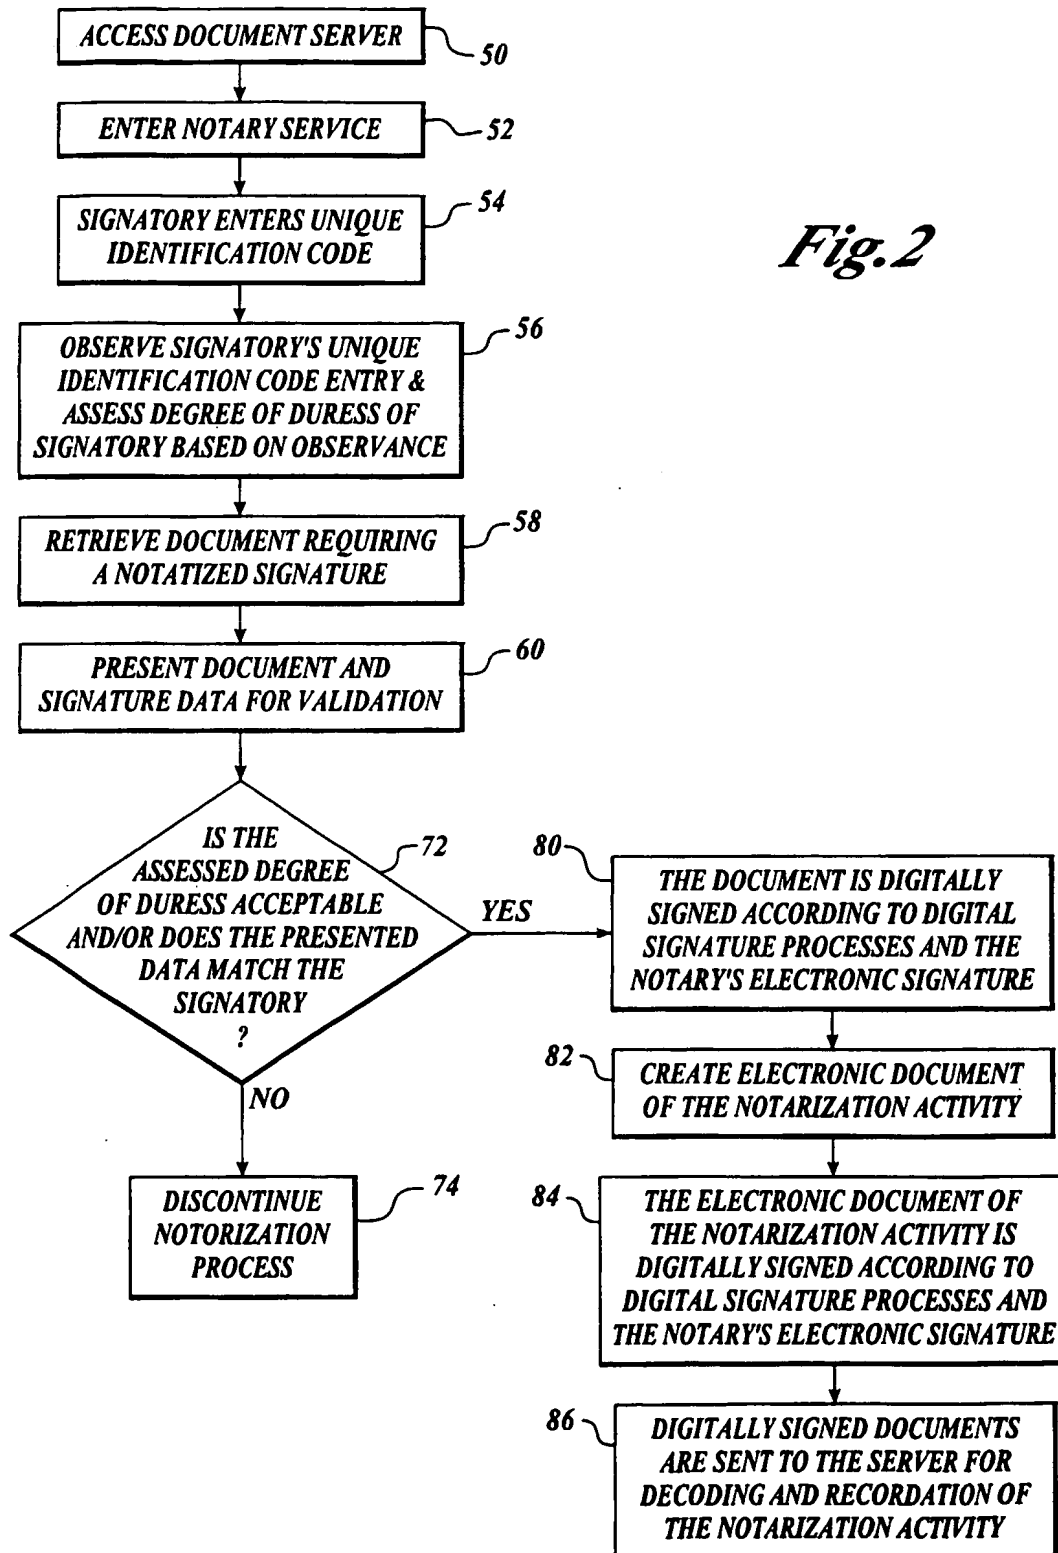 ACCESS DOCUMENT SERVER
50
ENTER NOTARY SERVICE
52
SIGNATORY ENTERS UNIQUE
IDENTIFICATION CODE
54
Fig.2
OBSERVE SIGNATORY'S UNIQUE
IDENTIFICATION CODE ENTRY &
ASSESS DEGREE OF DURESS OF
SIGNATORY BASED ON OBSERVANCE
56
RETRIEVE DOCUMENT REQUIRING
A NOTATIZED SIGNATURE
58
PRESENT DOCUMENT AND
SIGNATURE DATA FOR VALIDATION
60
IS THE
ASSESSED DEGREE
OF DURESS ACCEPTABLE
AND/OR DOES THE PRESENTED
DATA MATCH THE
SIGNATORY
?
72
YES
NO
DISCONTINUE
NOTORIZATION
PROCESS
74
80
THE DOCUMENT IS DIGITALLY
SIGNED ACCORDING TO DIGITAL
SIGNATURE PROCESSES AND THE
NOTARY'S ELECTRONIC SIGNATURE
82
CREATE ELECTRONIC DOCUMENT
OF THE NOTARIZATION ACTIVITY
84
THE ELECTRONIC DOCUMENT OF
THE NOTARIZATION ACTIVITY IS
DIGITALLY SIGNED ACCORDING TO
DIGITAL SIGNATURE PROCESSES AND
THE NOTARY'S ELECTRONIC SIGNATURE
86
DIGITALLY SIGNED DOCUMENTS
ARE SENT TO THE SERVER FOR
DECODING AND RECORDATION OF
THE NOTARIZATION ACTIVITY